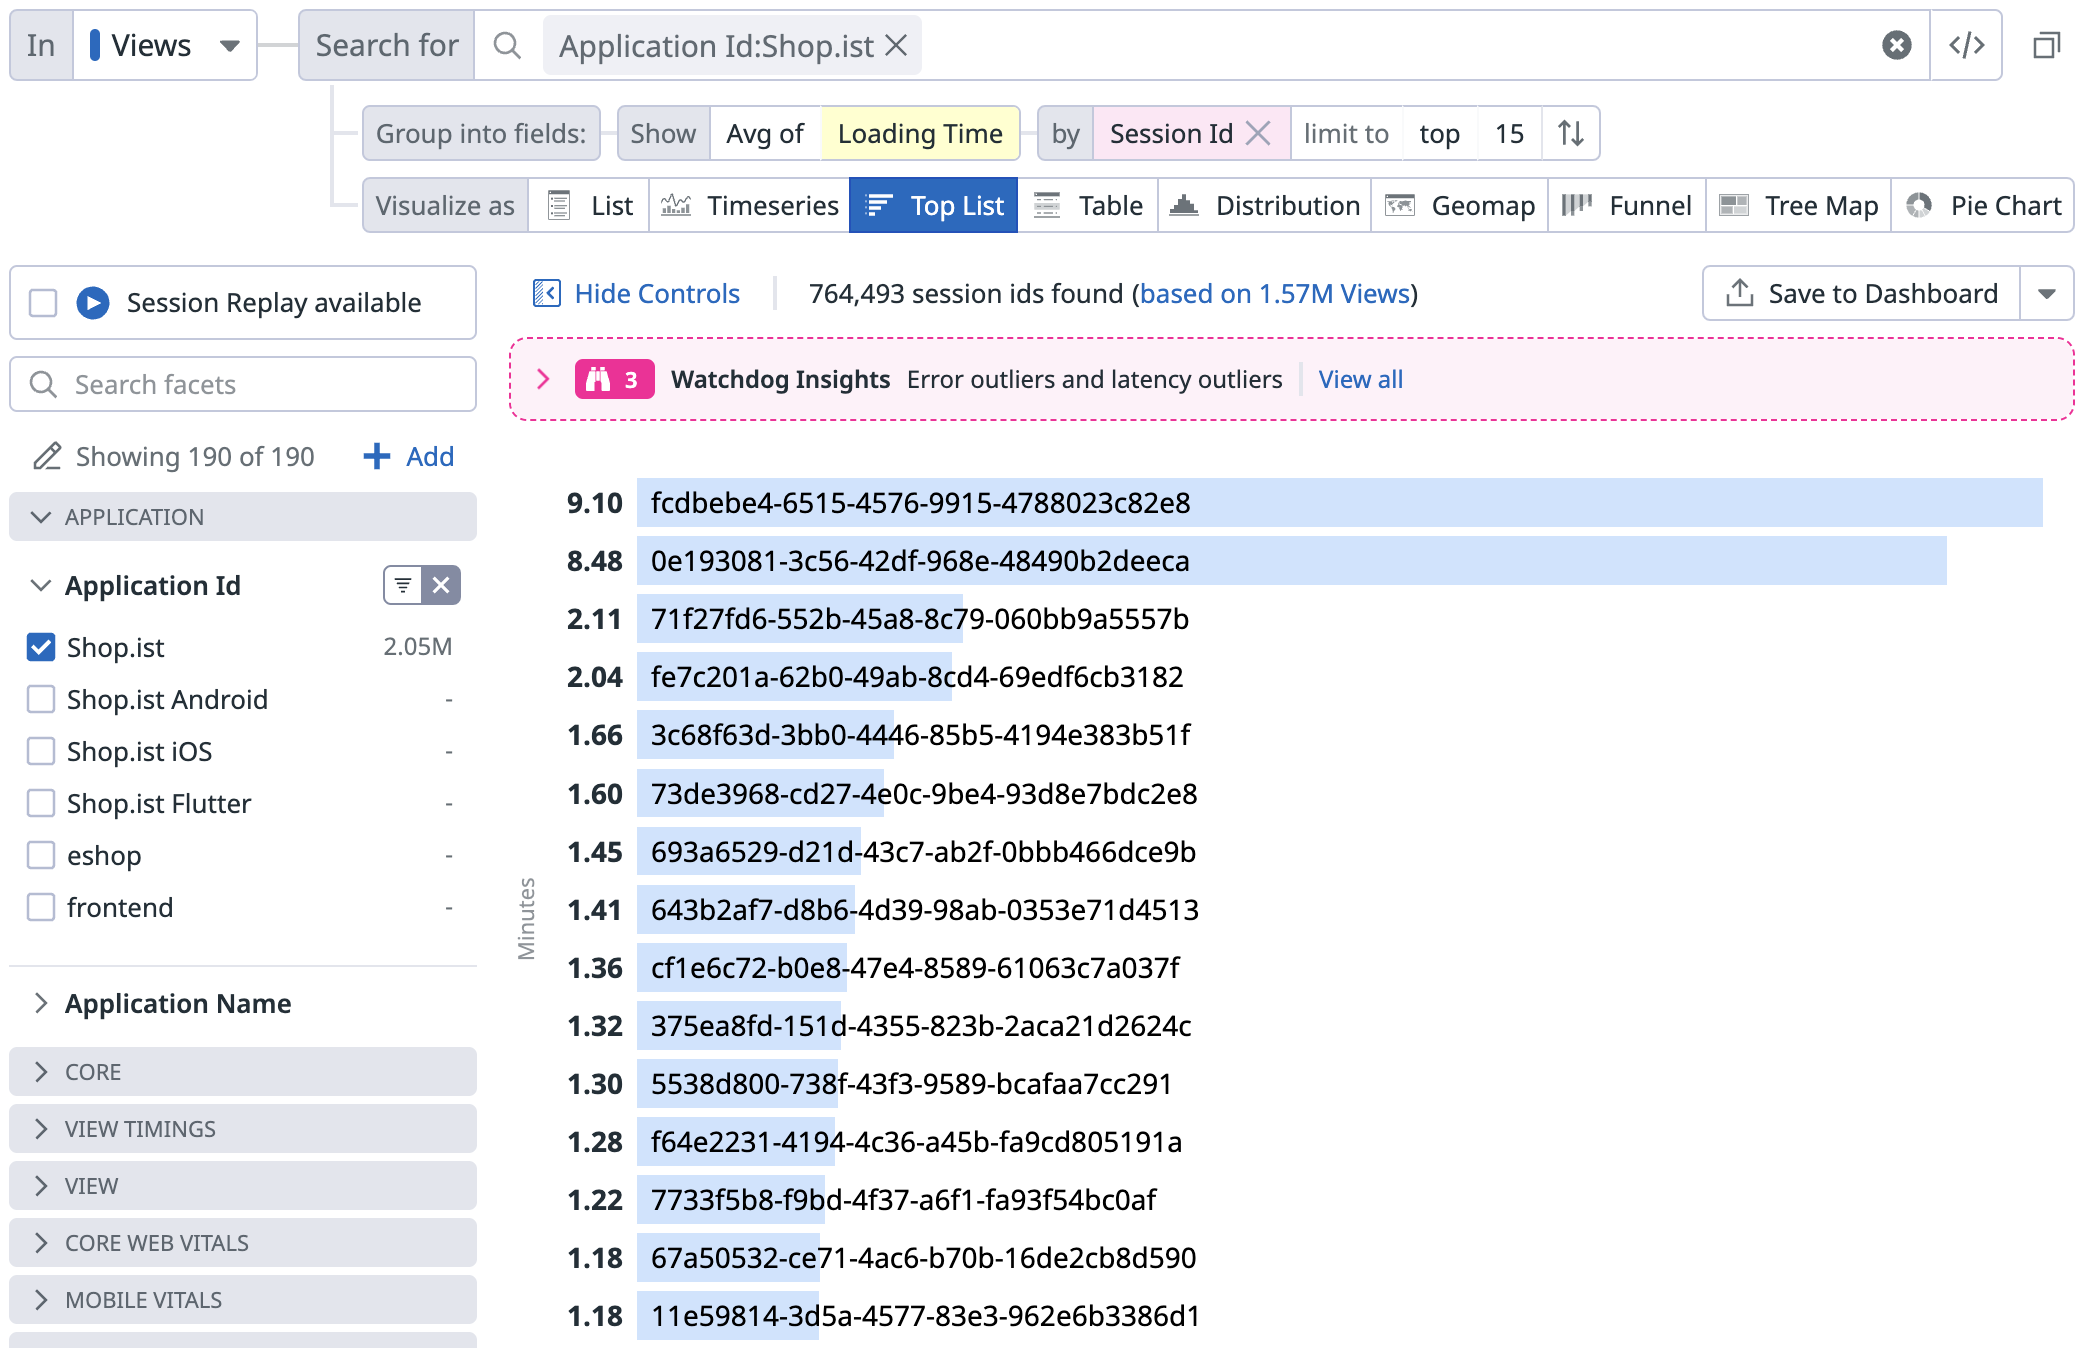 In Views Search for Application Id:Shop.ist
Group into fields: Show Avg of Loading Time by Session Id limit to top 15
Visualize as List Timeseries Top List Table Distribution Geomap Funnel Tree Map Pie Chart
Session Replay available
Search facets
Showing 190 of 190 Add
APPLICATION
Application Id
Shop.ist 2.05M
Shop.ist Android -
Shop.ist iOS -
Shop.ist Flutter -
eshop -
frontend -
Application Name
CORE
VIEW TIMINGS
VIEW
CORE WEB VITALS
MOBILE VITALS
Hide Controls 764,493 session ids found (based on 1.57M Views) Save to Dashboard
3 Watchdog Insights Error outliers and latency outliers View all
Minutes
9.10 fcdbebe4-6515-4576-9915-4788023c82e8
8.48 0e193081-3c56-42df-968e-48490b2deeca
2.11 71f27fd6-552b-45a8-8c79-060bb9a5557b
2.04 fe7c201a-62b0-49ab-8cd4-69edf6cb3182
1.66 3c68f63d-3bb0-4446-85b5-4194e383b51f
1.60 73de3968-cd27-4e0c-9be4-93d8e7bdc2e8
1.45 693a6529-d21d-43c7-ab2f-0bbb466dce9b
1.41 643b2af7-d8b6-4d39-98ab-0353e71d4513
1.36 cf1e6c72-b0e8-47e4-8589-61063c7a037f
1.32 375ea8fd-151d-4355-823b-2aca21d2624c
1.30 5538d800-738f-43f3-9589-bcafaa7cc291
1.28 f64e2231-4194-4c36-a45b-fa9cd805191a
1.22 7733f5b8-f9bd-4f37-a6f1-fa93f54bc0af
1.18 67a50532-ce71-4ac6-b70b-16de2cb8d590
1.18 11e59814-3d5a-4577-83e3-962e6b3386d1